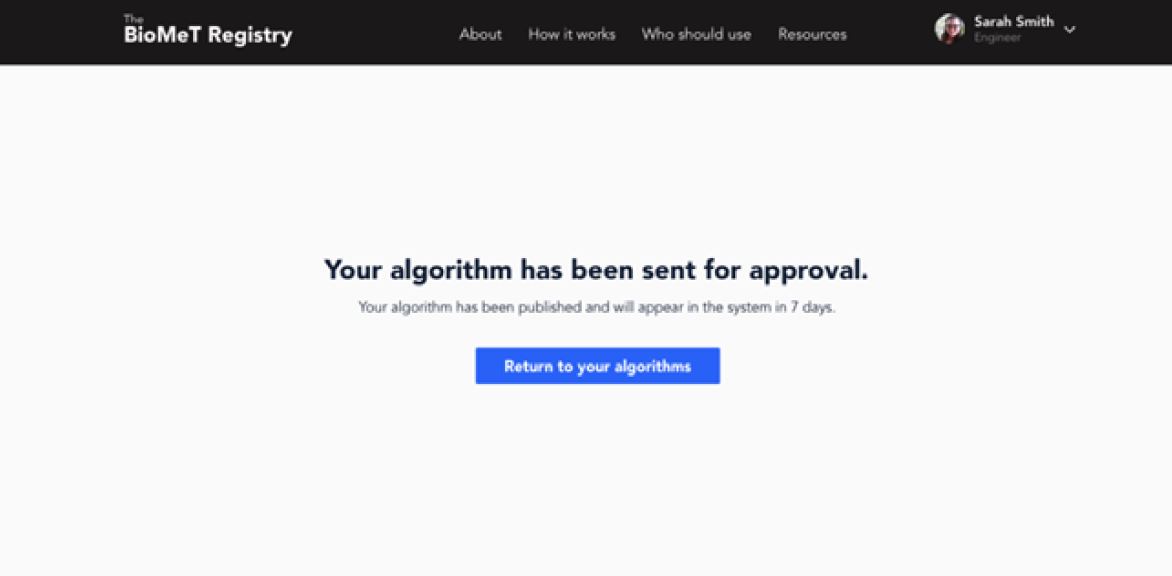 The
BioMeT Registry
About
How it works
Who should use
Resources
Sarah Smith
Engineer
Your algorithm has been sent for approval.
Your algorithm has been published and will appear in the system in 7 days.
Return to your algorithms